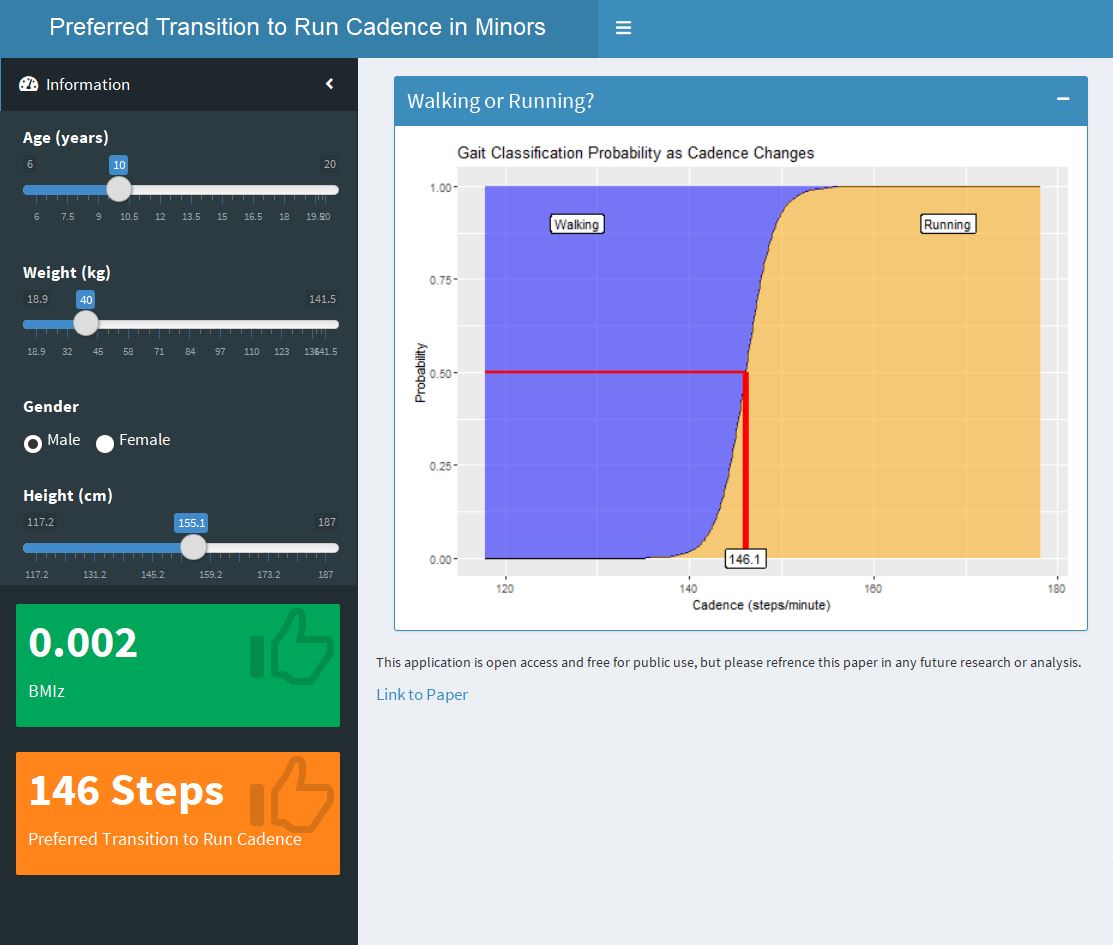 Preferred Transition to Run Cadence in Minors
Information
Age (years)
6 10 20
6 7.5 9 10.5 12 13.5 15 16.5 18 19.5 20
Weight (kg)
18.9 40 141.5
18.9 32 45 58 71 84 97 110 123 136 141.5
Gender
Male Female
Height (cm)
117.2 155.1 187
117.2 131.2 145.2 159.2 173.2 187
0.002
BMIz
146 Steps
Preferred Transition to Run Cadence
Walking or Running?
Gait Classification Probability as Cadence Changes
1.00
0.75
0.50
0.25
0.00
Probability
Walking
Running
146.1
120 140 160 180
Cadence (steps/minute)
This application is open access and free for public use, but please refrence this paper in any future research or analysis.
Link to Paper